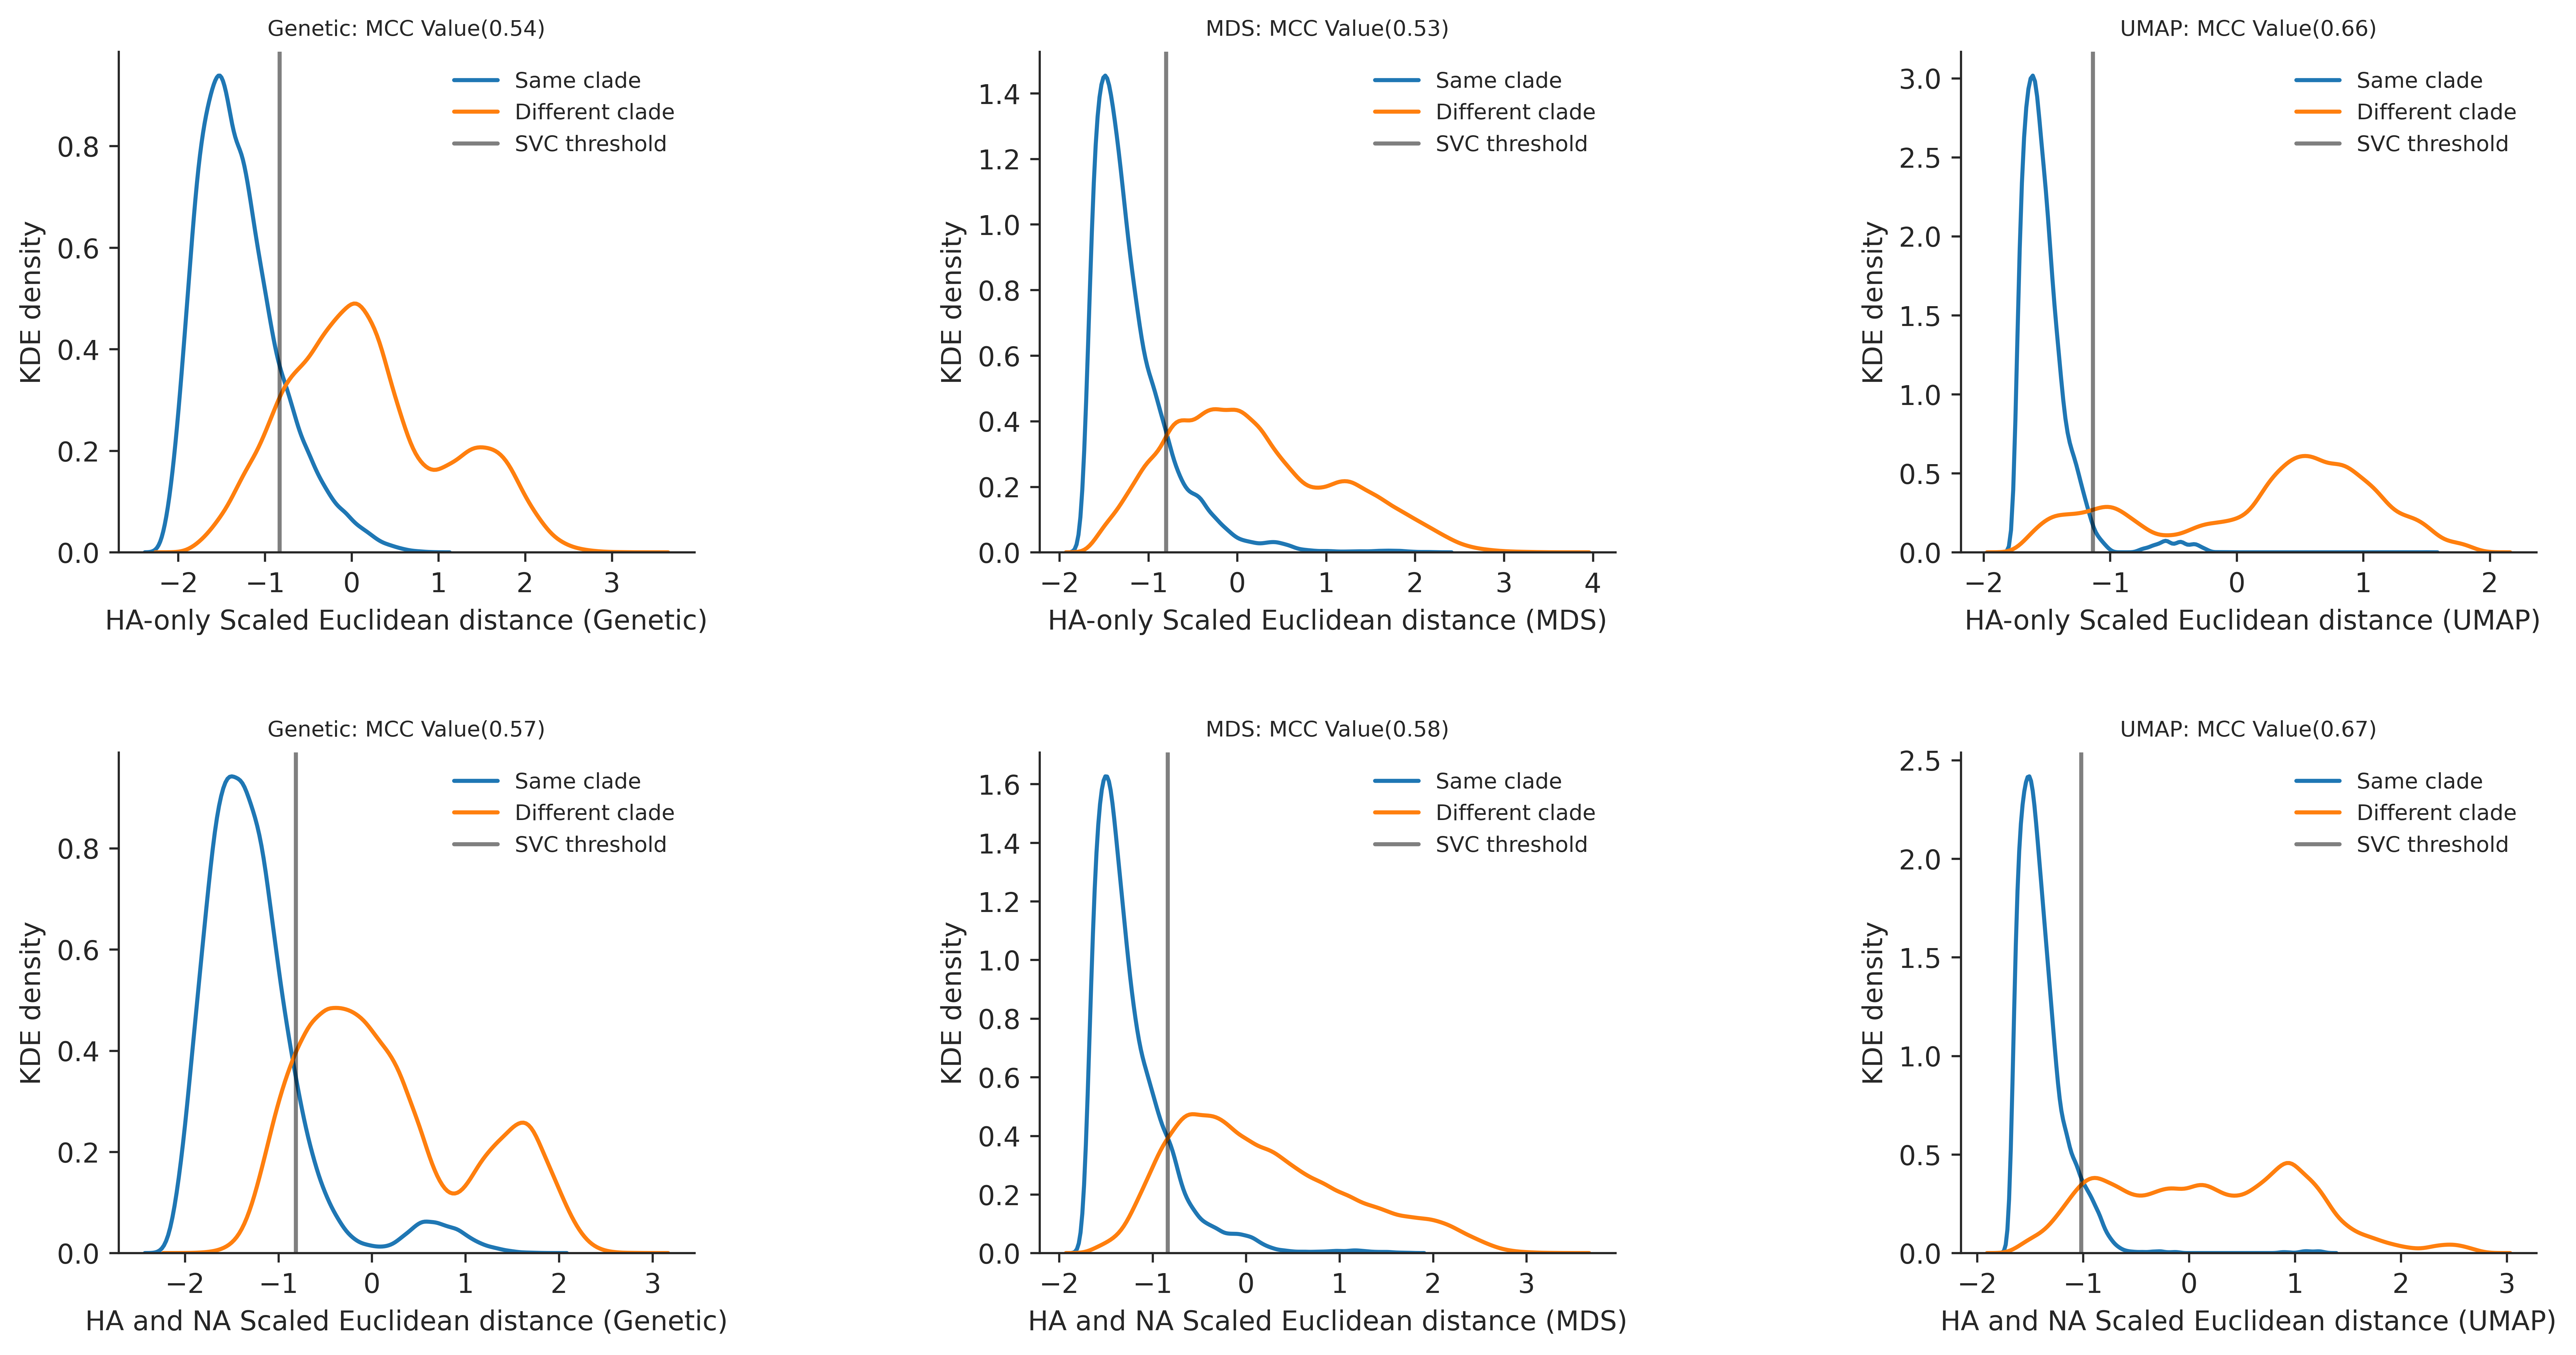 Genetic: MCC Value(0.54)
Same clade
Different clade
SVC threshold
KDE density
0.8
0.6
0.4
0.2
0.0
−2 −1 0 1 2 3
HA-only Scaled Euclidean distance (Genetic)
MDS: MCC Value(0.53)
Same clade
Different clade
SVC threshold
KDE density
1.4
1.2
1.0
0.8
0.6
0.4
0.2
0.0
−2 −1 0 1 2 3 4
HA-only Scaled Euclidean distance (MDS)
UMAP: MCC Value(0.66)
Same clade
Different clade
SVC threshold
KDE density
3.0
2.5
2.0
1.5
1.0
0.5
0.0
−2 −1 0 1 2
HA-only Scaled Euclidean distance (UMAP)
Genetic: MCC Value(0.57)
Same clade
Different clade
SVC threshold
KDE density
0.8
0.6
0.4
0.2
0.0
−2 −1 0 1 2 3
HA and NA Scaled Euclidean distance (Genetic)
MDS: MCC Value(0.58)
Same clade
Different clade
SVC threshold
KDE density
1.6
1.4
1.2
1.0
0.8
0.6
0.4
0.2
0.0
−2 −1 0 1 2 3
HA and NA Scaled Euclidean distance (MDS)
UMAP: MCC Value(0.67)
Same clade
Different clade
SVC threshold
KDE density
2.5
2.0
1.5
1.0
0.5
0.0
−2 −1 0 1 2 3
HA and NA Scaled Euclidean distance (UMAP)